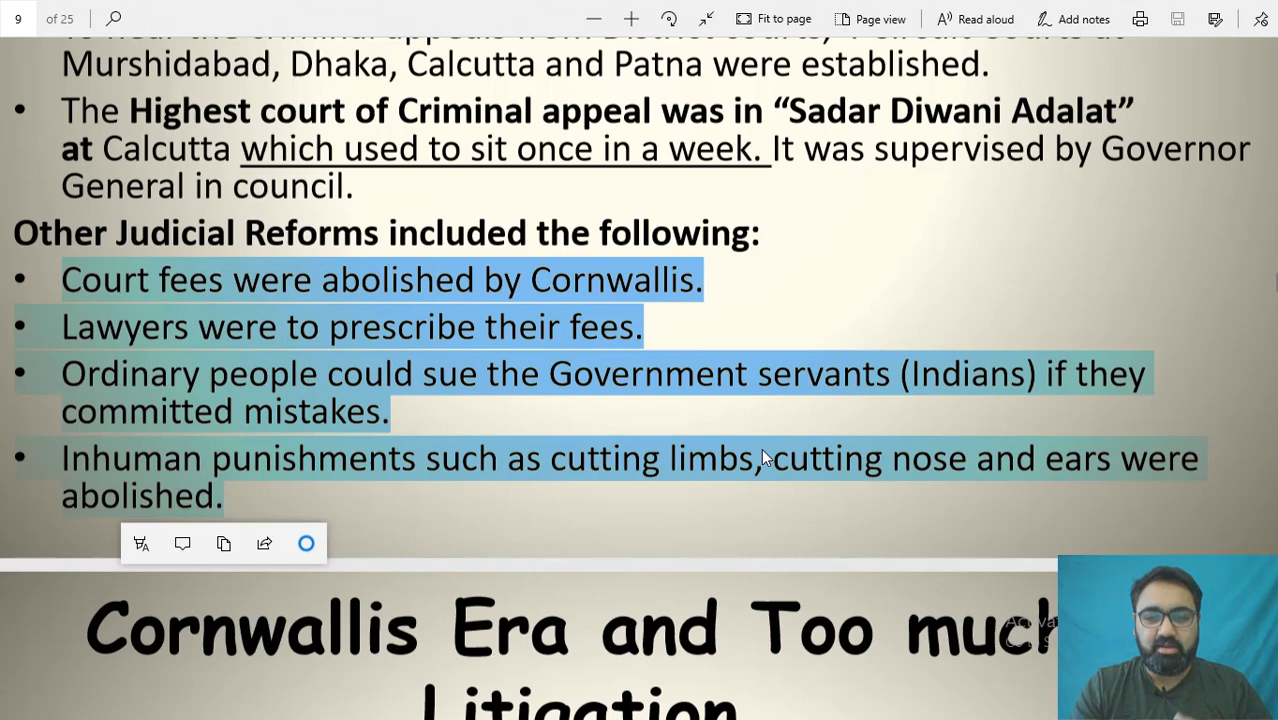 9 of 25 Fit to page Page view Read aloud Add notes
Murshidabad, Dhaka, Calcutta and Patna were established.
• The Highest court of Criminal appeal was in “Sadar Diwani Adalat”
at Calcutta which used to sit once in a week. It was supervised by Governor
General in council.
Other Judicial Reforms included the following:
• Court fees were abolished by Cornwallis.
• Lawyers were to prescribe their fees.
• Ordinary people could sue the Government servants (Indians) if they
committed mistakes.
• Inhuman punishments such as cutting limbs, cutting nose and ears were
abolished.
Cornwallis Era and Too much
Litigation